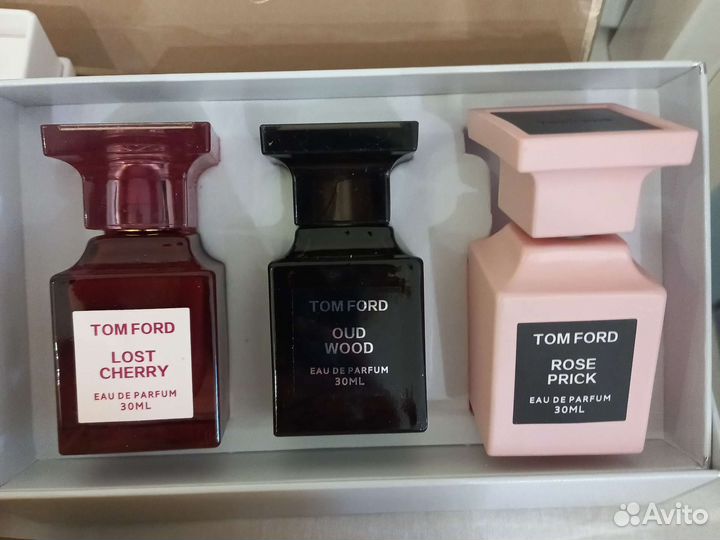 TOM FORD
LOST
CHERRY
EAU DE PARFUM
30ML
TOM FORD
OUD
WOOD
EAU DE PARFUM
30ML
TOM FORD
ROSE
PRICK
EAU DE PARFUM
30ML
Avito